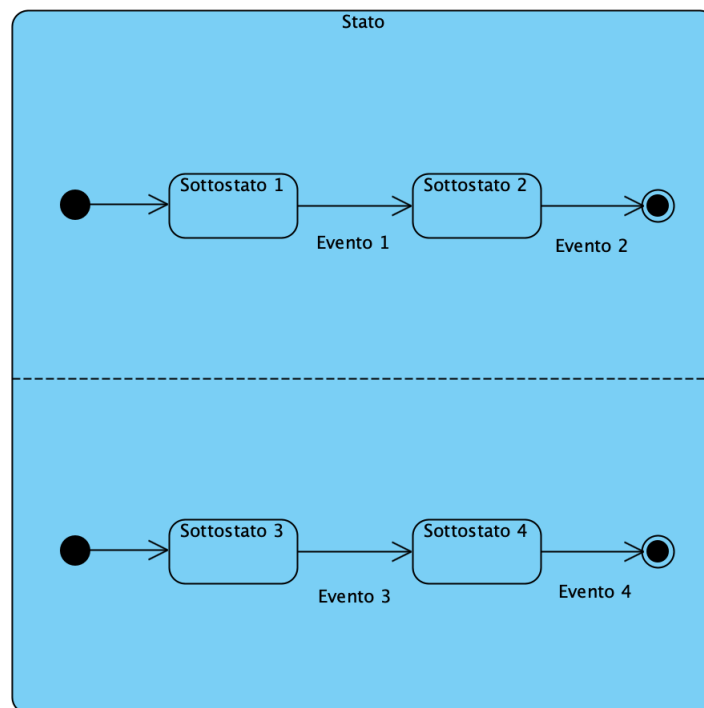 Stato
Sottostato 1
Sottostato 2
Evento 1
Evento 2
Sottostato 3
Sottostato 4
Evento 3
Evento 4